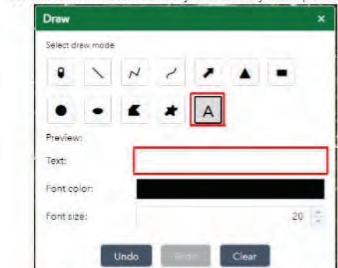 Draw ×
Select draw mode
A
Preview:
Text:
Font color:
Font size: 20
Undo Redo Clear